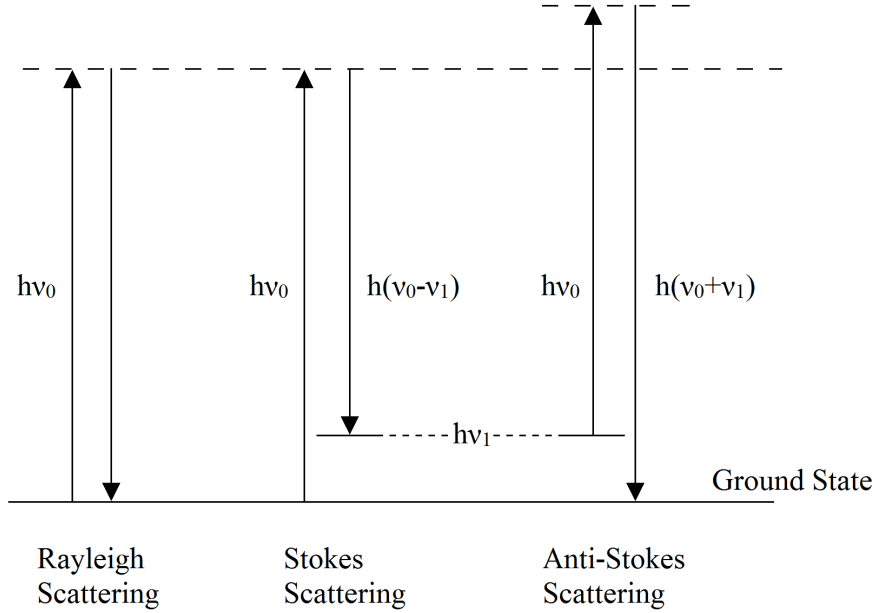 hν₀
hν₀
h(ν₀-ν₁)
hν₀
h(ν₀+ν₁)
hν₁
Ground State
Rayleigh
Scattering
Stokes
Scattering
Anti-Stokes
Scattering